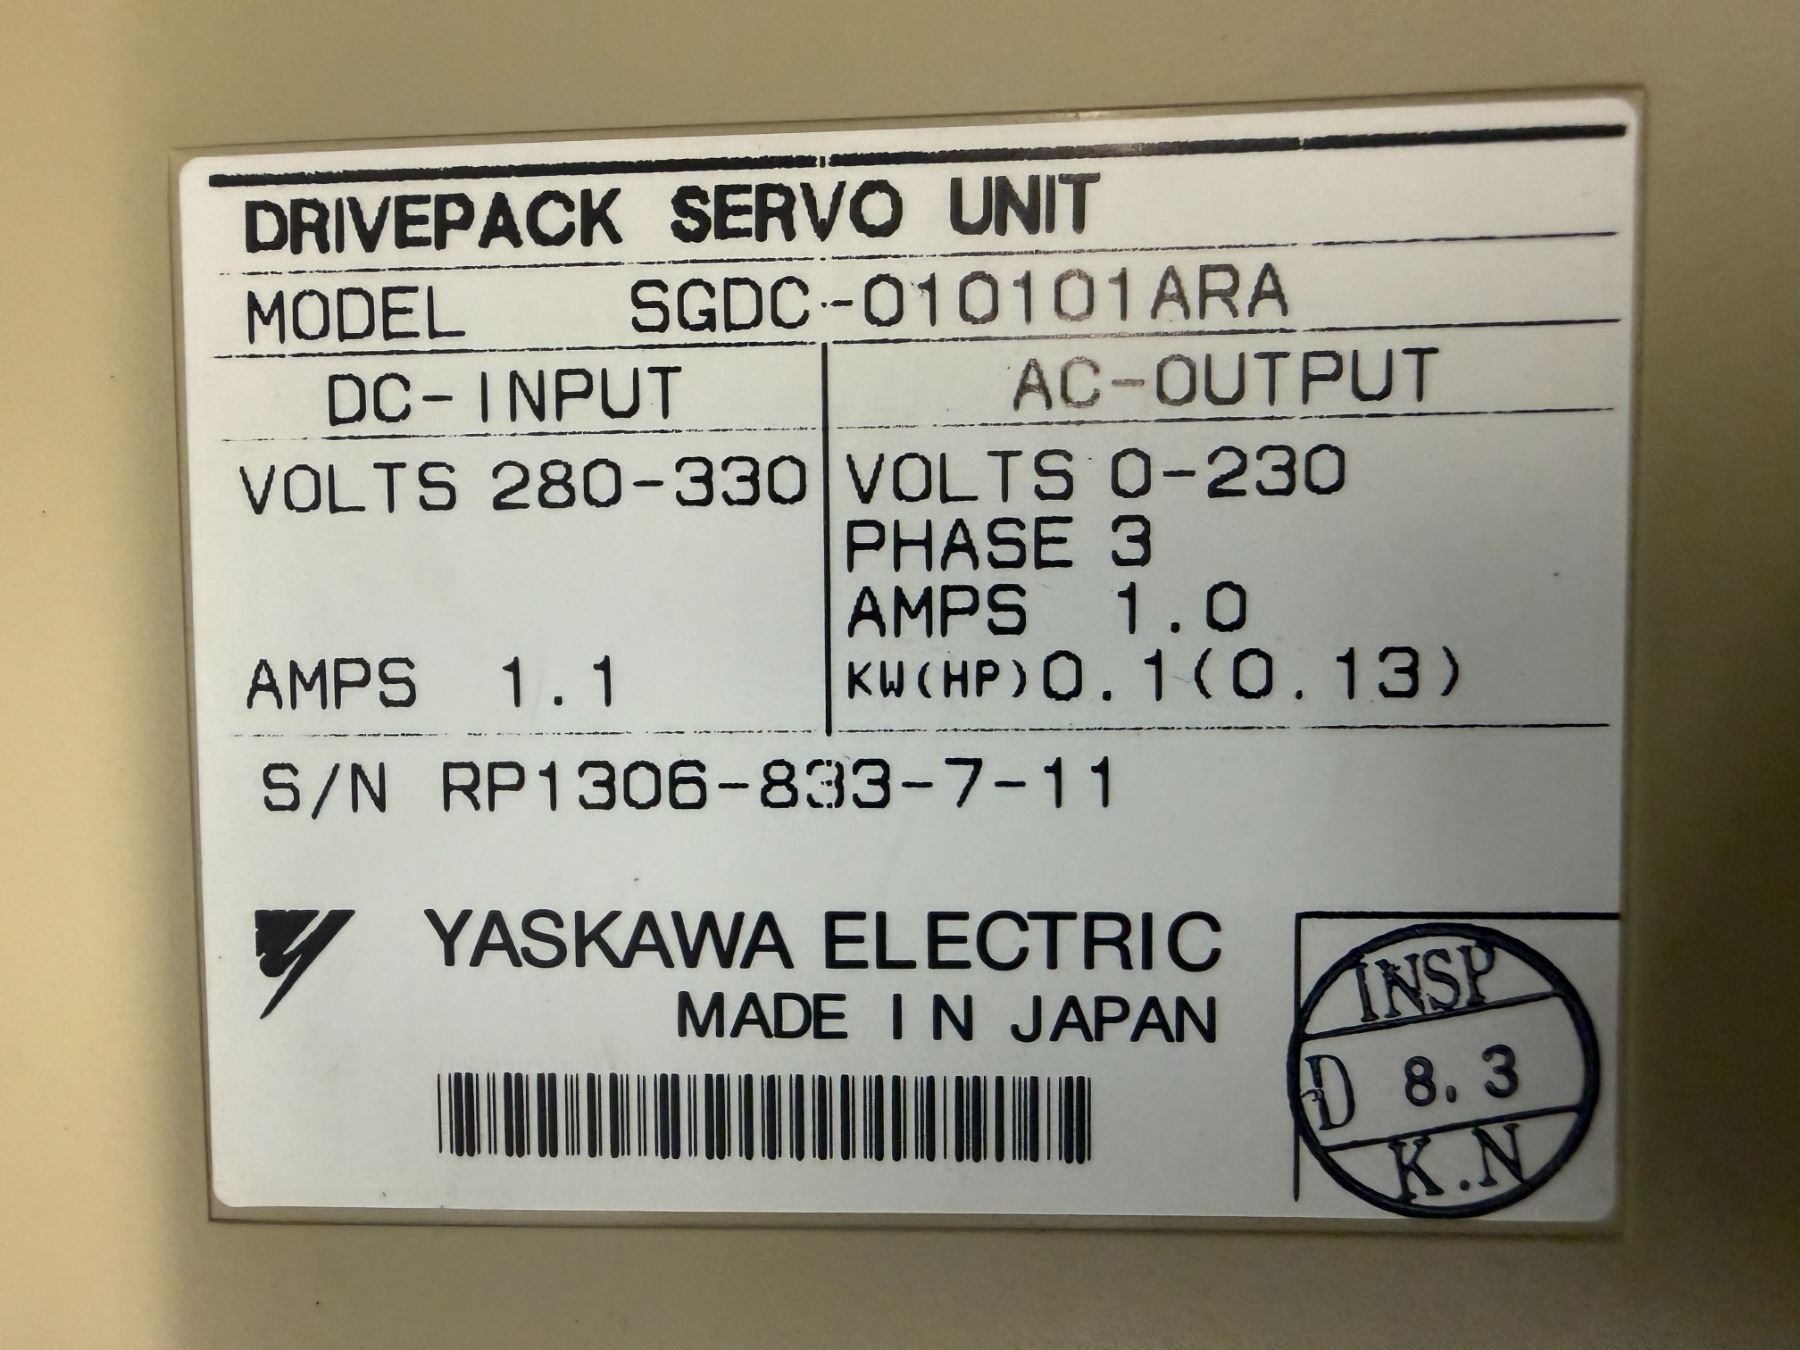 DRIVEPACK SERVO UNIT
MODEL SGDC-010101ARA
DC-INPUT AC-OUTPUT
VOLTS 280-330 VOLTS 0-230
PHASE 3
AMPS 1.0
AMPS 1.1 KW(HP)0.1(0.13)
S/N RP1306-833-7-11
YASKAWA ELECTRIC
MADE IN JAPAN
INSP
D 8.3
K.N